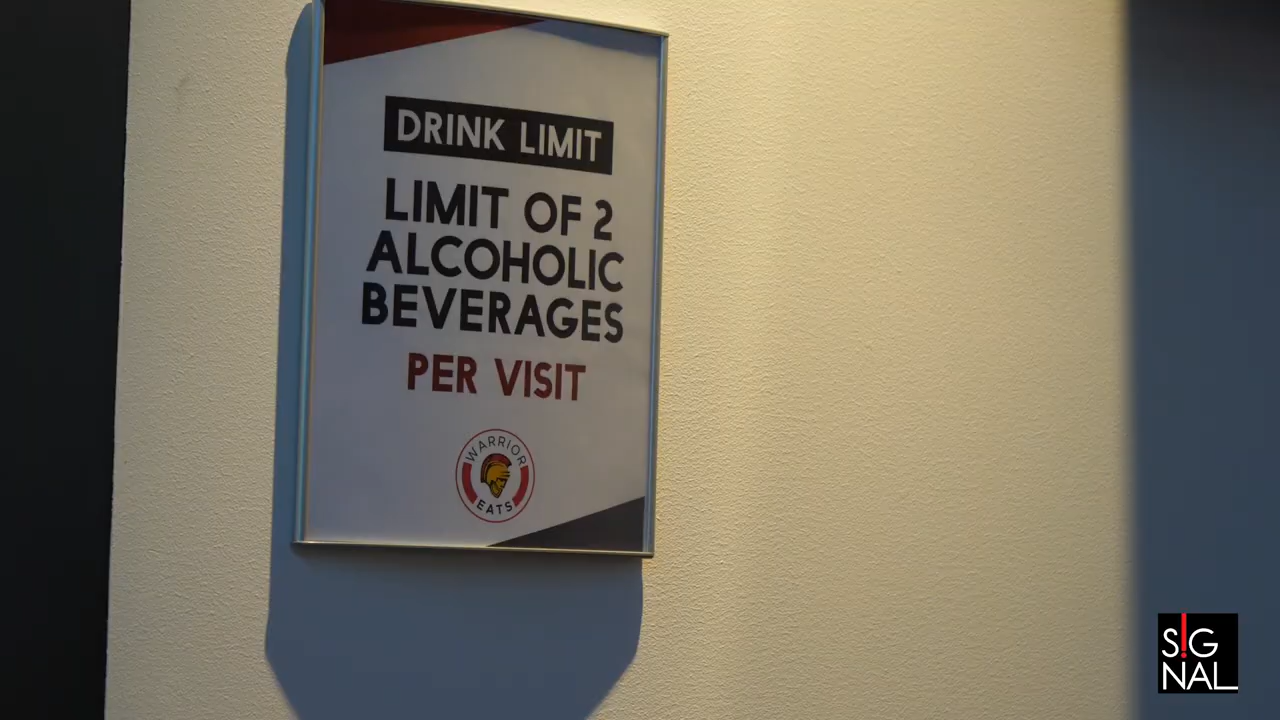 DRINK LIMIT
LIMIT OF 2
ALCOHOLIC
BEVERAGES
PER VISIT
WARRIOR
EATS
S!G
NAL